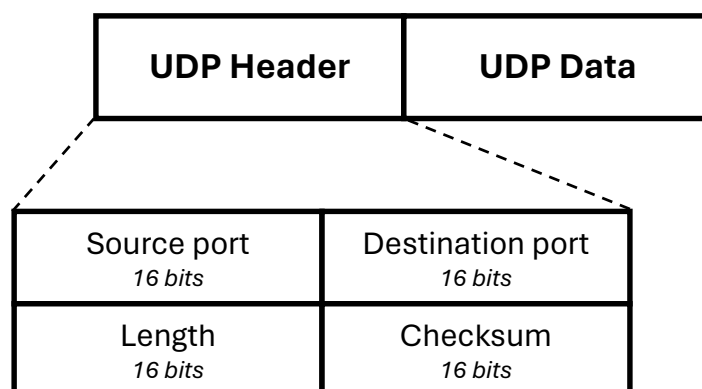 UDP Header
UDP Data
Source port
16 bits
Destination port
16 bits
Length
16 bits
Checksum
16 bits